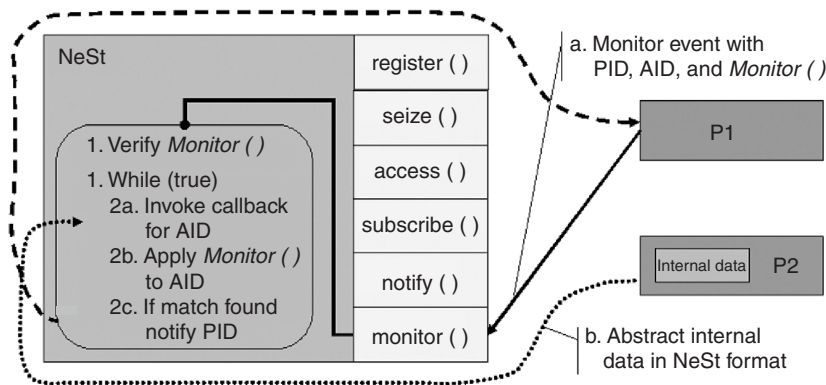 NeSt
register ( )
seize ( )
access ( )
subscribe ( )
notify ( )
monitor ( )
1. Verify Monitor ( )
1. While (true)
2a. Invoke callback
for AID
2b. Apply Monitor ( )
to AID
2c. If match found
notify PID
a. Monitor event with
PID, AID, and Monitor ( )
P1
Internal data
P2
b. Abstract internal
data in NeSt format